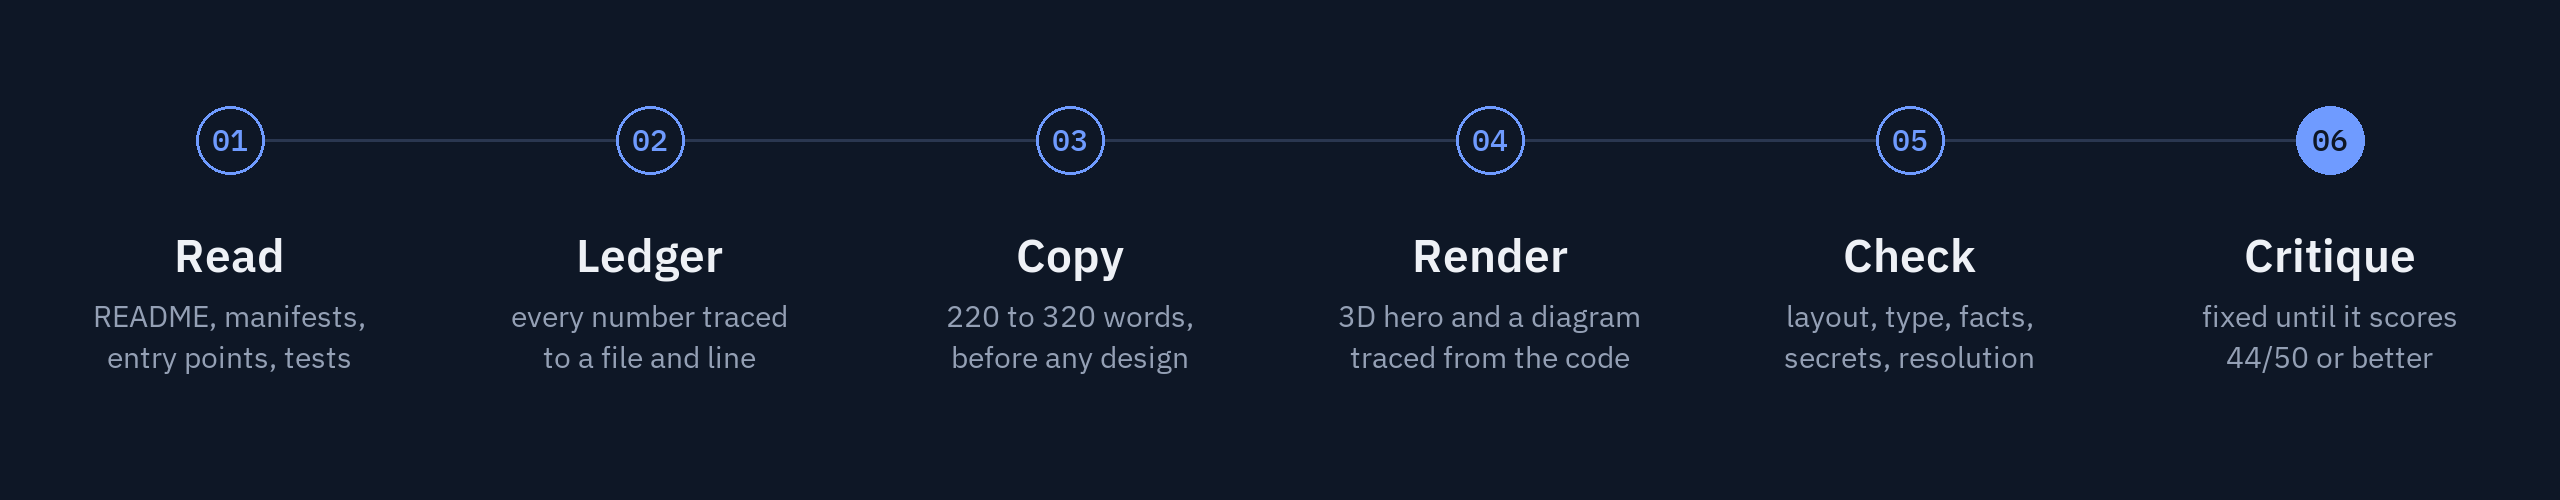 01
02
03
04
05
06
Read
README, manifests,
entry points, tests
Ledger
every number traced
to a file and line
Copy
220 to 320 words,
before any design
Render
3D hero and a diagram
traced from the code
Check
layout, type, facts,
secrets, resolution
Critique
fixed until it scores
44/50 or better